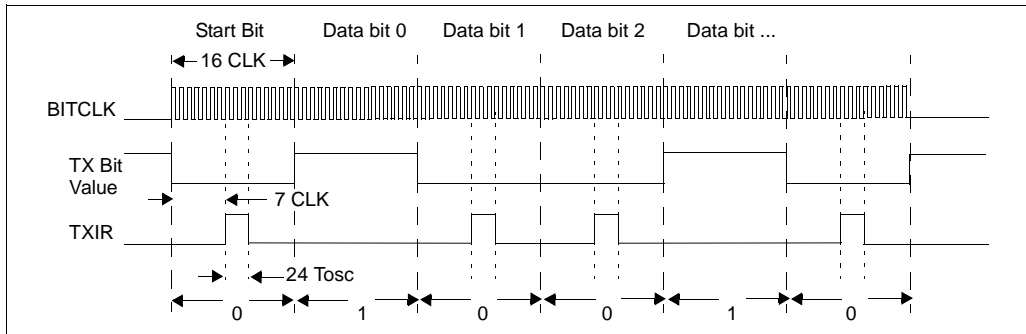 Start Bit Data bit 0 Data bit 1 Data bit 2 Data bit ...
16 CLK
BITCLK
TX Bit
Value
7 CLK
TXIR
24 Tosc
0 1 0 0 1 0